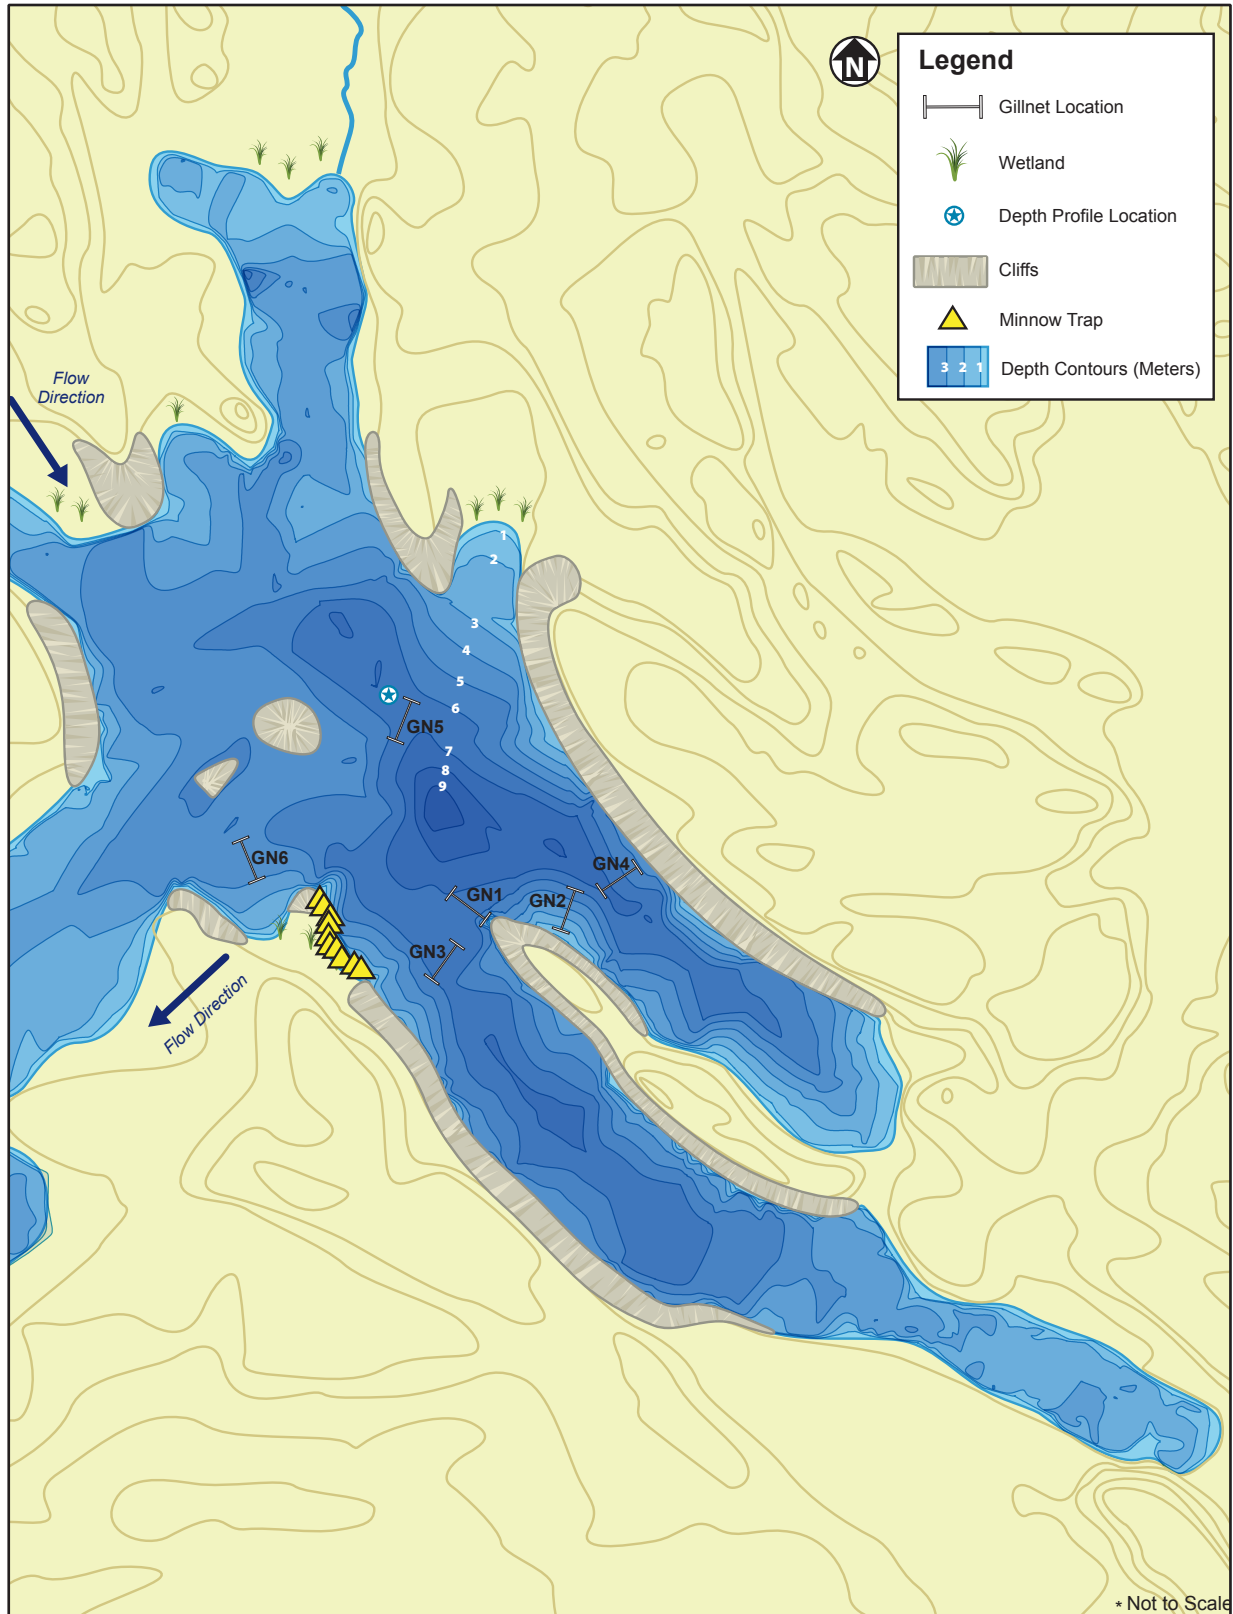 N
Legend
Gillnet Location
Wetland
Depth Profile Location
Cliffs
Minnow Trap
3 2 1
Depth Contours (Meters)
Flow
Direction
1
2
3
4
5
6
GN5
7
8
9
GN6
GN4
GN1
GN2
GN3
Flow Direction
* Not to Scale